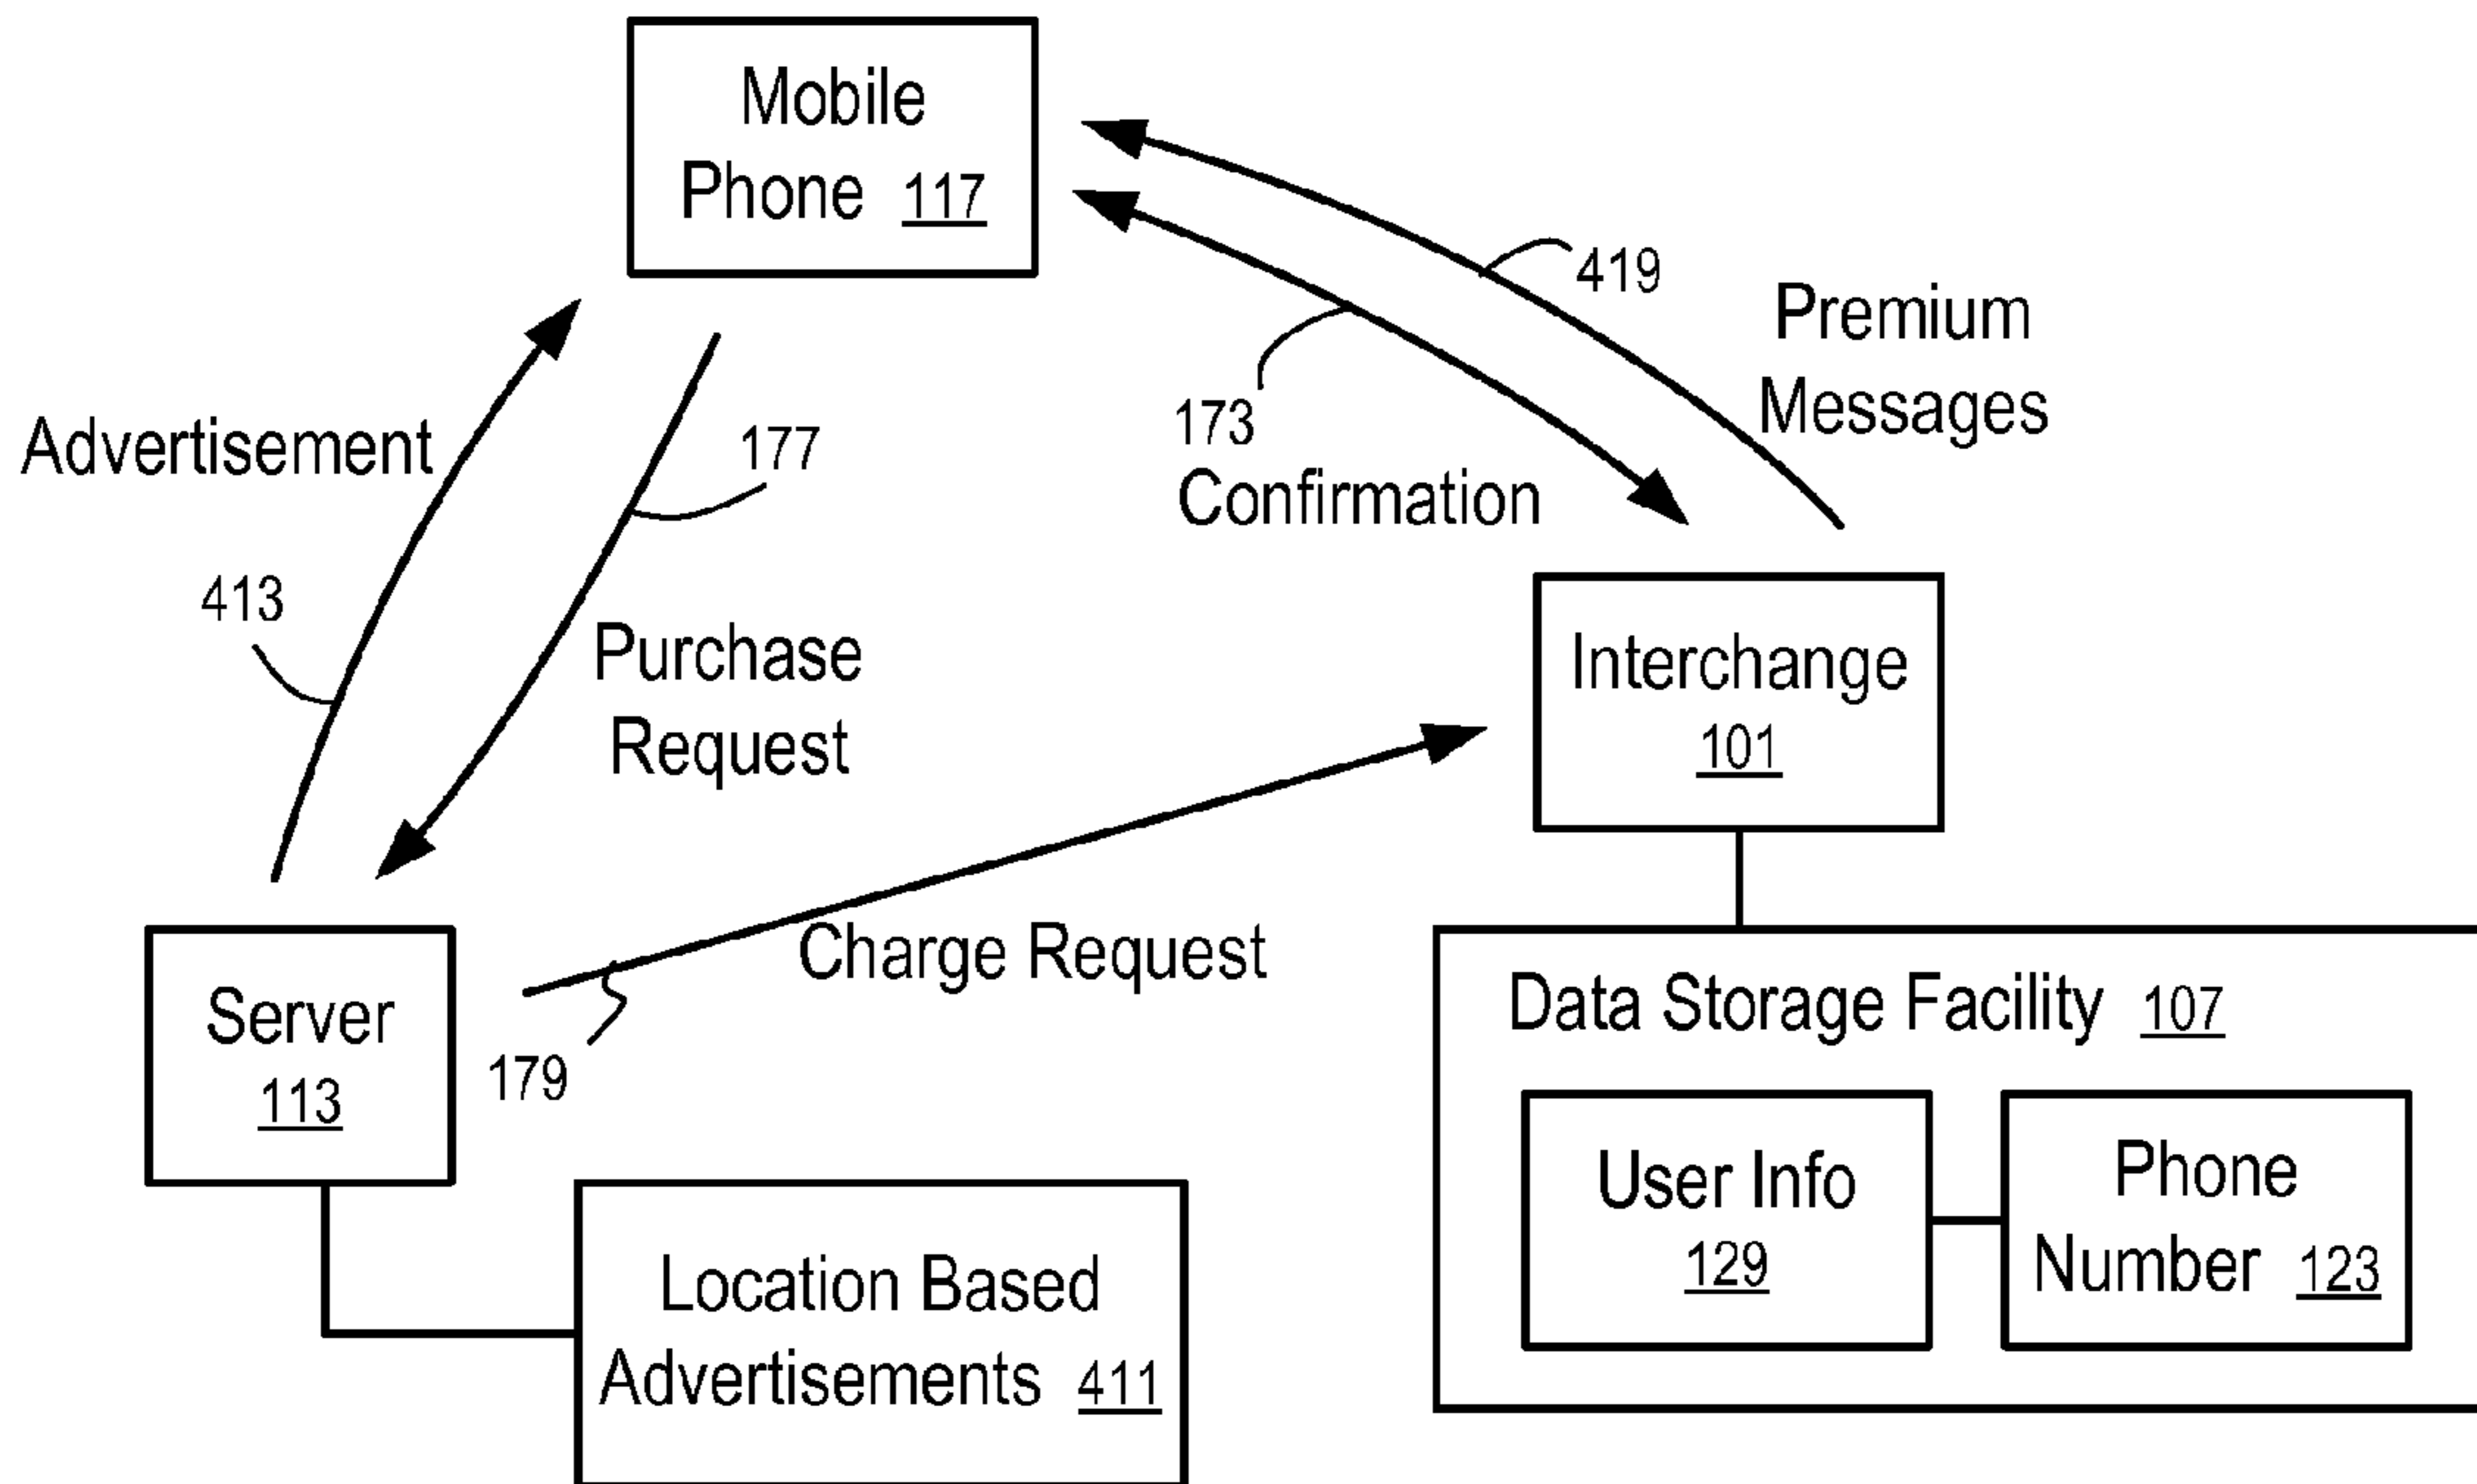 Mobile
Phone 117
419
Premium
Messages
173
Confirmation
Advertisement
177
413
Purchase
Request
Interchange
101
Charge Request
179
Server
113
Data Storage Facility 107
User Info
129
Phone
Number 123
Location Based
Advertisements 411